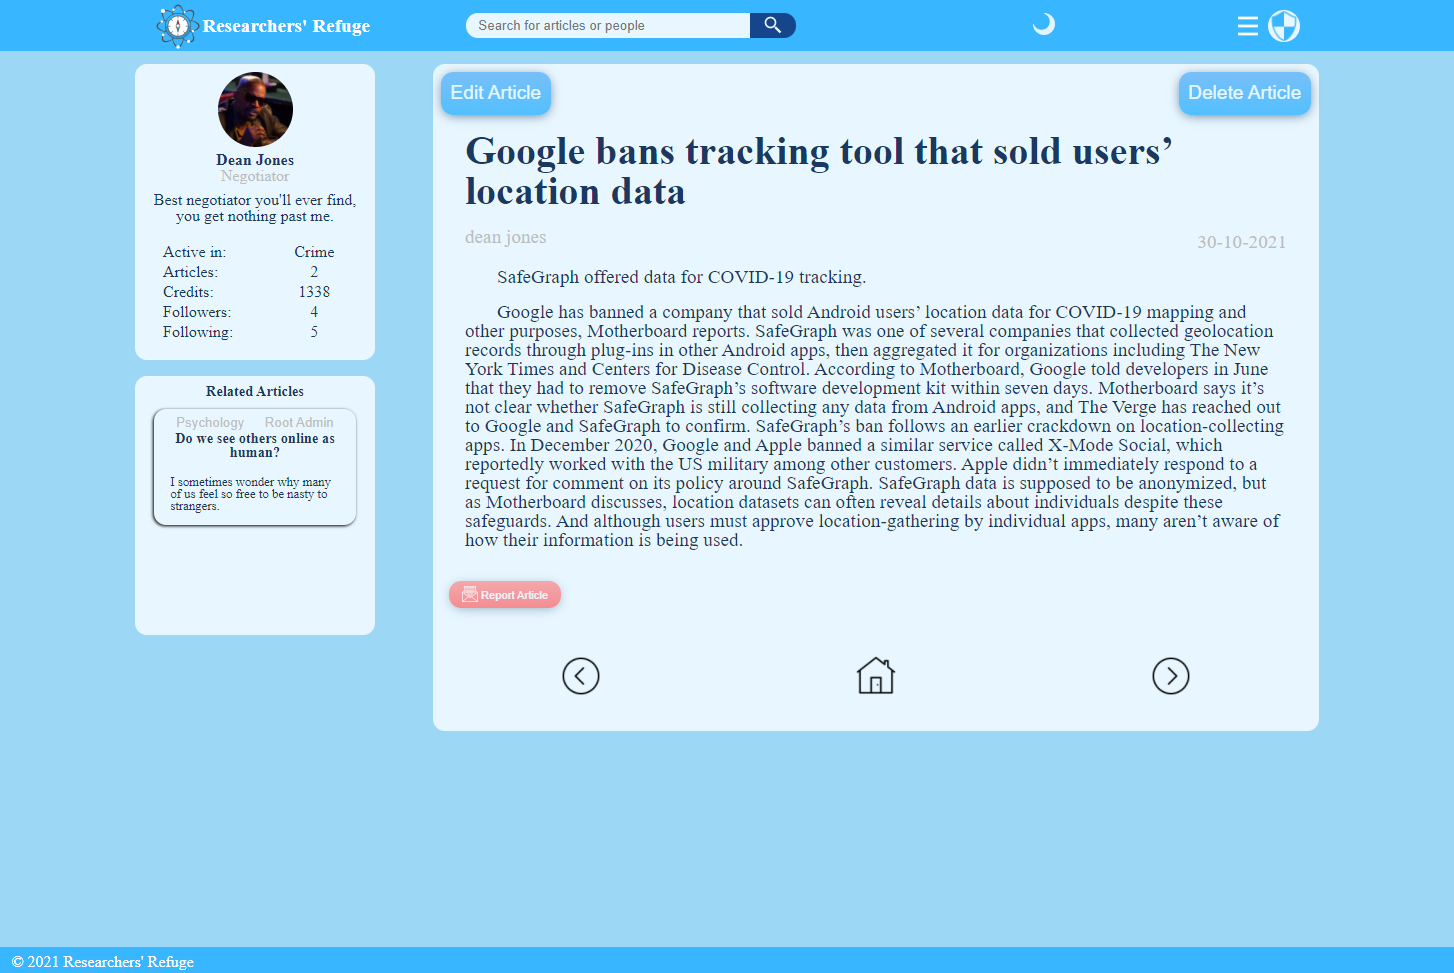 Researchers' Refuge
Search for articles or people
Dean Jones
Negotiator
Best negotiator you'll ever find,
you get nothing past me.
Active in: Crime
Articles: 2
Credits: 1338
Followers: 4
Following: 5
Related Articles
Psychology Root Admin
Do we see others online as
human?
I sometimes wonder why many
of us feel so free to be nasty to
strangers.
Edit Article
Delete Article
Google bans tracking tool that sold users’
location data
dean jones
30-10-2021
SafeGraph offered data for COVID-19 tracking.
Google has banned a company that sold Android users’ location data for COVID-19 mapping and
other purposes, Motherboard reports. SafeGraph was one of several companies that collected geolocation
records through plug-ins in other Android apps, then aggregated it for organizations including The New
York Times and Centers for Disease Control. According to Motherboard, Google told developers in June
that they had to remove SafeGraph’s software development kit within seven days. Motherboard says it’s
not clear whether SafeGraph is still collecting any data from Android apps, and The Verge has reached out
to Google and SafeGraph to confirm. SafeGraph’s ban follows an earlier crackdown on location-collecting
apps. In December 2020, Google and Apple banned a similar service called X-Mode Social, which
reportedly worked with the US military among other customers. Apple didn’t immediately respond to a
request for comment on its policy around SafeGraph. SafeGraph data is supposed to be anonymized, but
as Motherboard discusses, location datasets can often reveal details about individuals despite these
safeguards. And although users must approve location-gathering by individual apps, many aren’t aware of
how their information is being used.
Report Article
© 2021 Researchers' Refuge